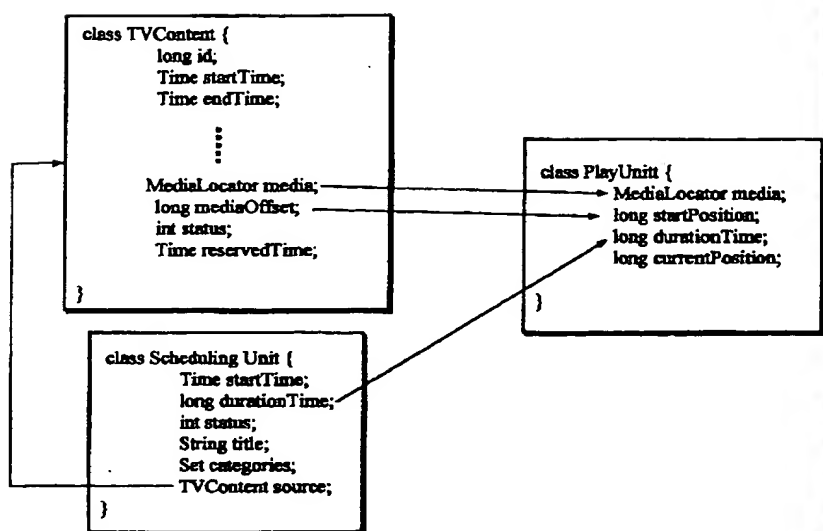 class TVContent {
long id;
Time startTime;
Time endTime;
MediaLocator media;
long mediaOffset;
int status;
Time reservedTime;
}
class PlayUnitt {
MediaLocator media;
long startPosition;
long durationTime;
long currentPosition;
}
class Scheduling Unit {
Time startTime;
long durationTime;
int status;
String title;
Set categories;
TVContent source;
}